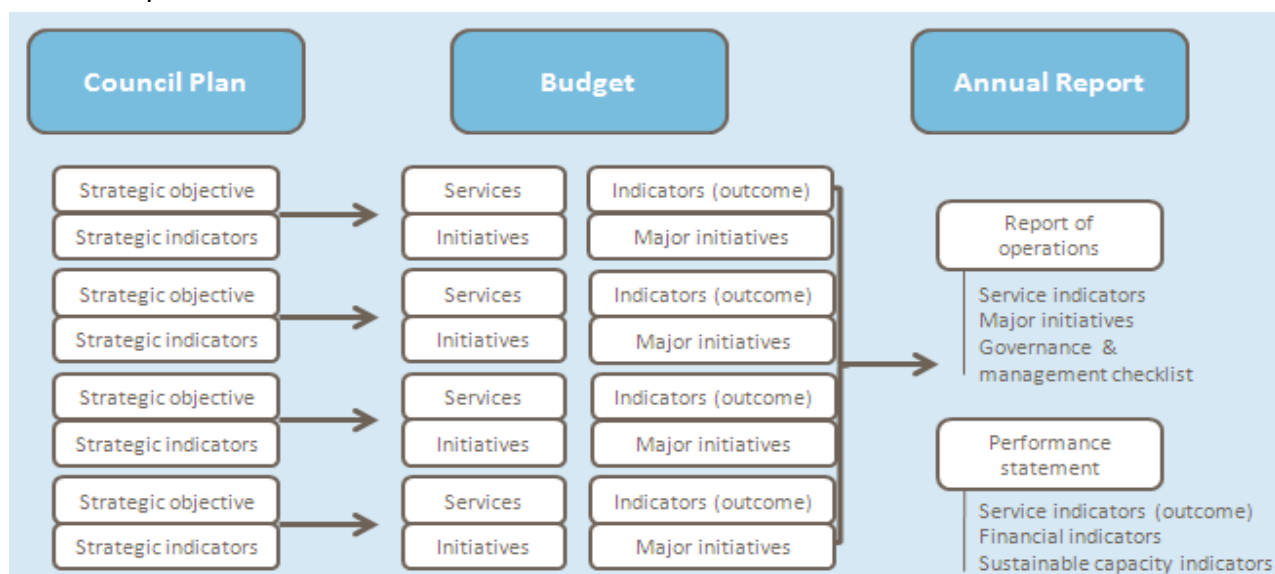 Council Plan
Budget
Annual Report
Strategic objective
Strategic indicators
Services
Initiatives
Indicators (outcome)
Major initiatives
Strategic objective
Strategic indicators
Services
Initiatives
Indicators (outcome)
Major initiatives
Strategic objective
Strategic indicators
Services
Initiatives
Indicators (outcome)
Major initiatives
Strategic objective
Strategic indicators
Services
Initiatives
Indicators (outcome)
Major initiatives
Report of
operations
Service indicators
Major initiatives
Governance &
management checklist
Performance
statement
Service indicators (outcome)
Financial indicators
Sustainable capacity indicators